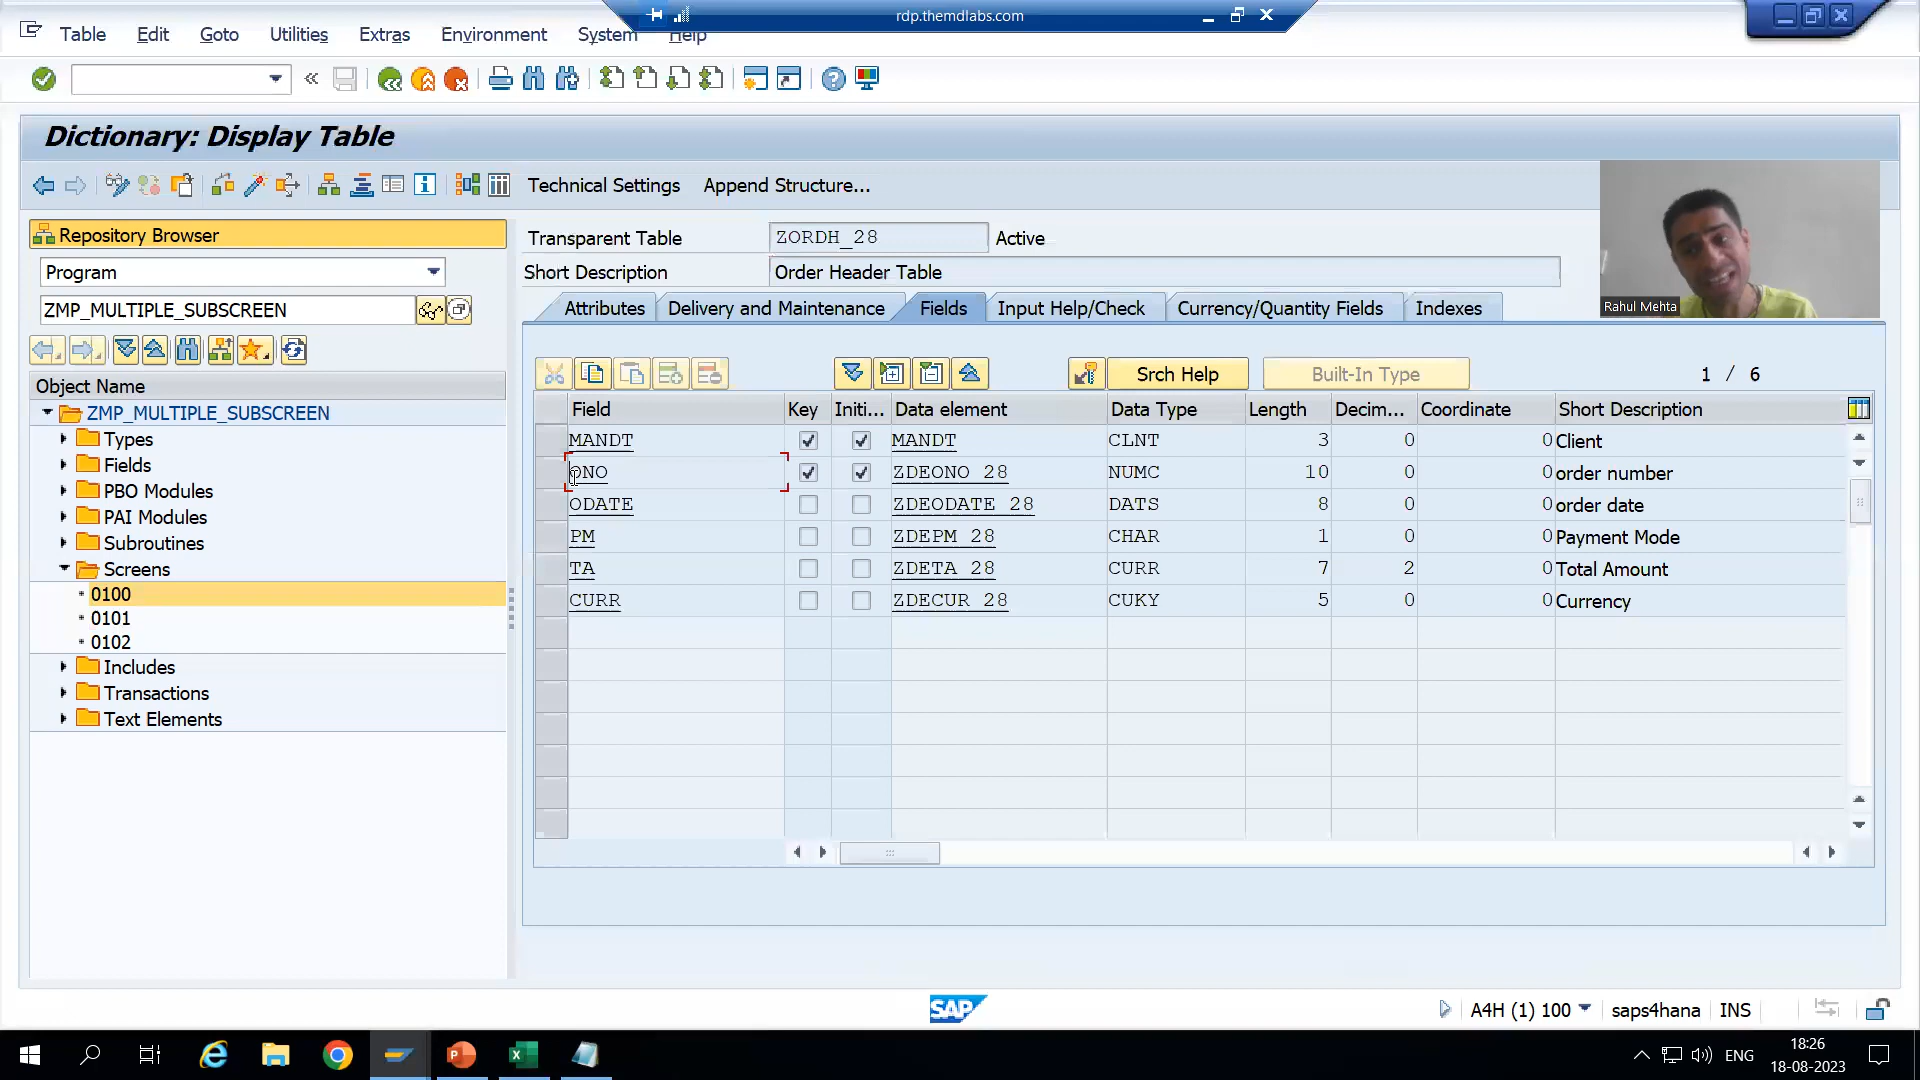 rdp.themdlabs.com
Table Edit Goto Utilities Extras Environment System Help
Dictionary: Display Table
Technical Settings Append Structure...
Repository Browser
Program
ZMP_MULTIPLE_SUBSCREEN
Object Name
ZMP_MULTIPLE_SUBSCREEN
Types
Fields
PBO Modules
PAI Modules
Subroutines
Screens
0100
0101
0102
Includes
Transactions
Text Elements
Transparent Table ZORDH_28 Active
Short Description Order Header Table
Attributes Delivery and Maintenance Fields Input Help/Check Currency/Quantity Fields Indexes
Srch Help Built-In Type 1 / 6
Field Key Initi... Data element Data Type Length Decim... Coordinate Short Description
MANDT MANDT CLNT 3 0 0 Client
ONO ZDEONO_28 NUMC 10 0 0 order number
ODATE ZDEODATE_28 DATS 8 0 0 order date
PM ZDEPM_28 CHAR 1 0 0 Payment Mode
TA ZDETA_28 CURR 7 2 0 Total Amount
CURR ZDECUR_28 CUKY 5 0 0 Currency
Rahul Mehta
SAP
A4H (1) 100 saps4hana INS
ENG
18:26
18-08-2023